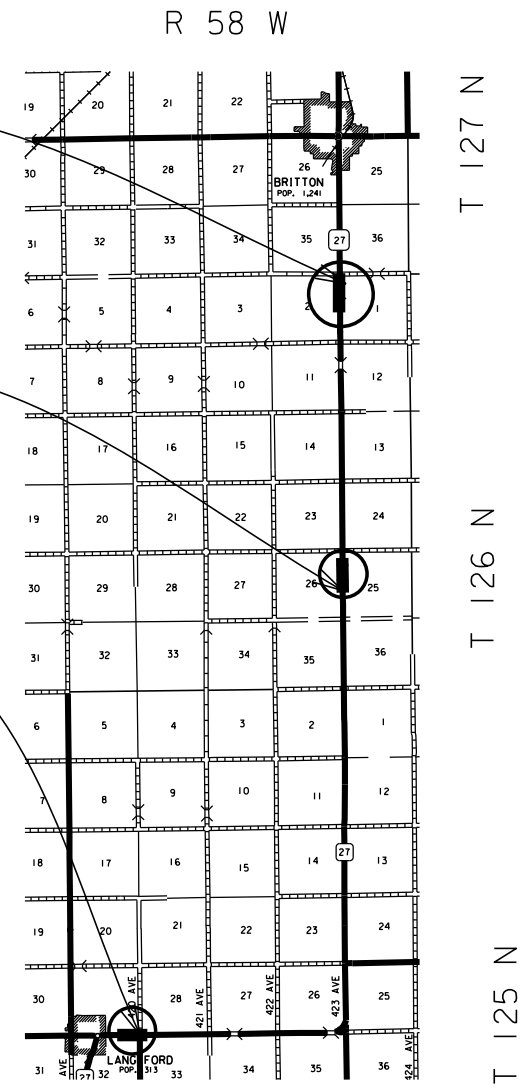 R 58 W
T 127 N
19 20 21 22
30 29 28 27 26 25
BRITTON
POP. 1,241
31 32 33 34 35 27 36
6 5 4 3 2 1
7 8 9 10 11 12
18 17 16 15 14 13
19 20 21 22 23 24
T 126 N
30 29 28 27 26 25
31 32 33 34 35 36
6 5 4 3 2 1
7 8 9 10 11 12
27
18 17 16 15 14 13
19 20 21 22 23 24
T 125 N
30 28 27 26 25
420 AVE
421 AVE
422 AVE
423 AVE
424 AVE
LANGFORD
POP. 313
AVE
31 27 32 33 34 35 36